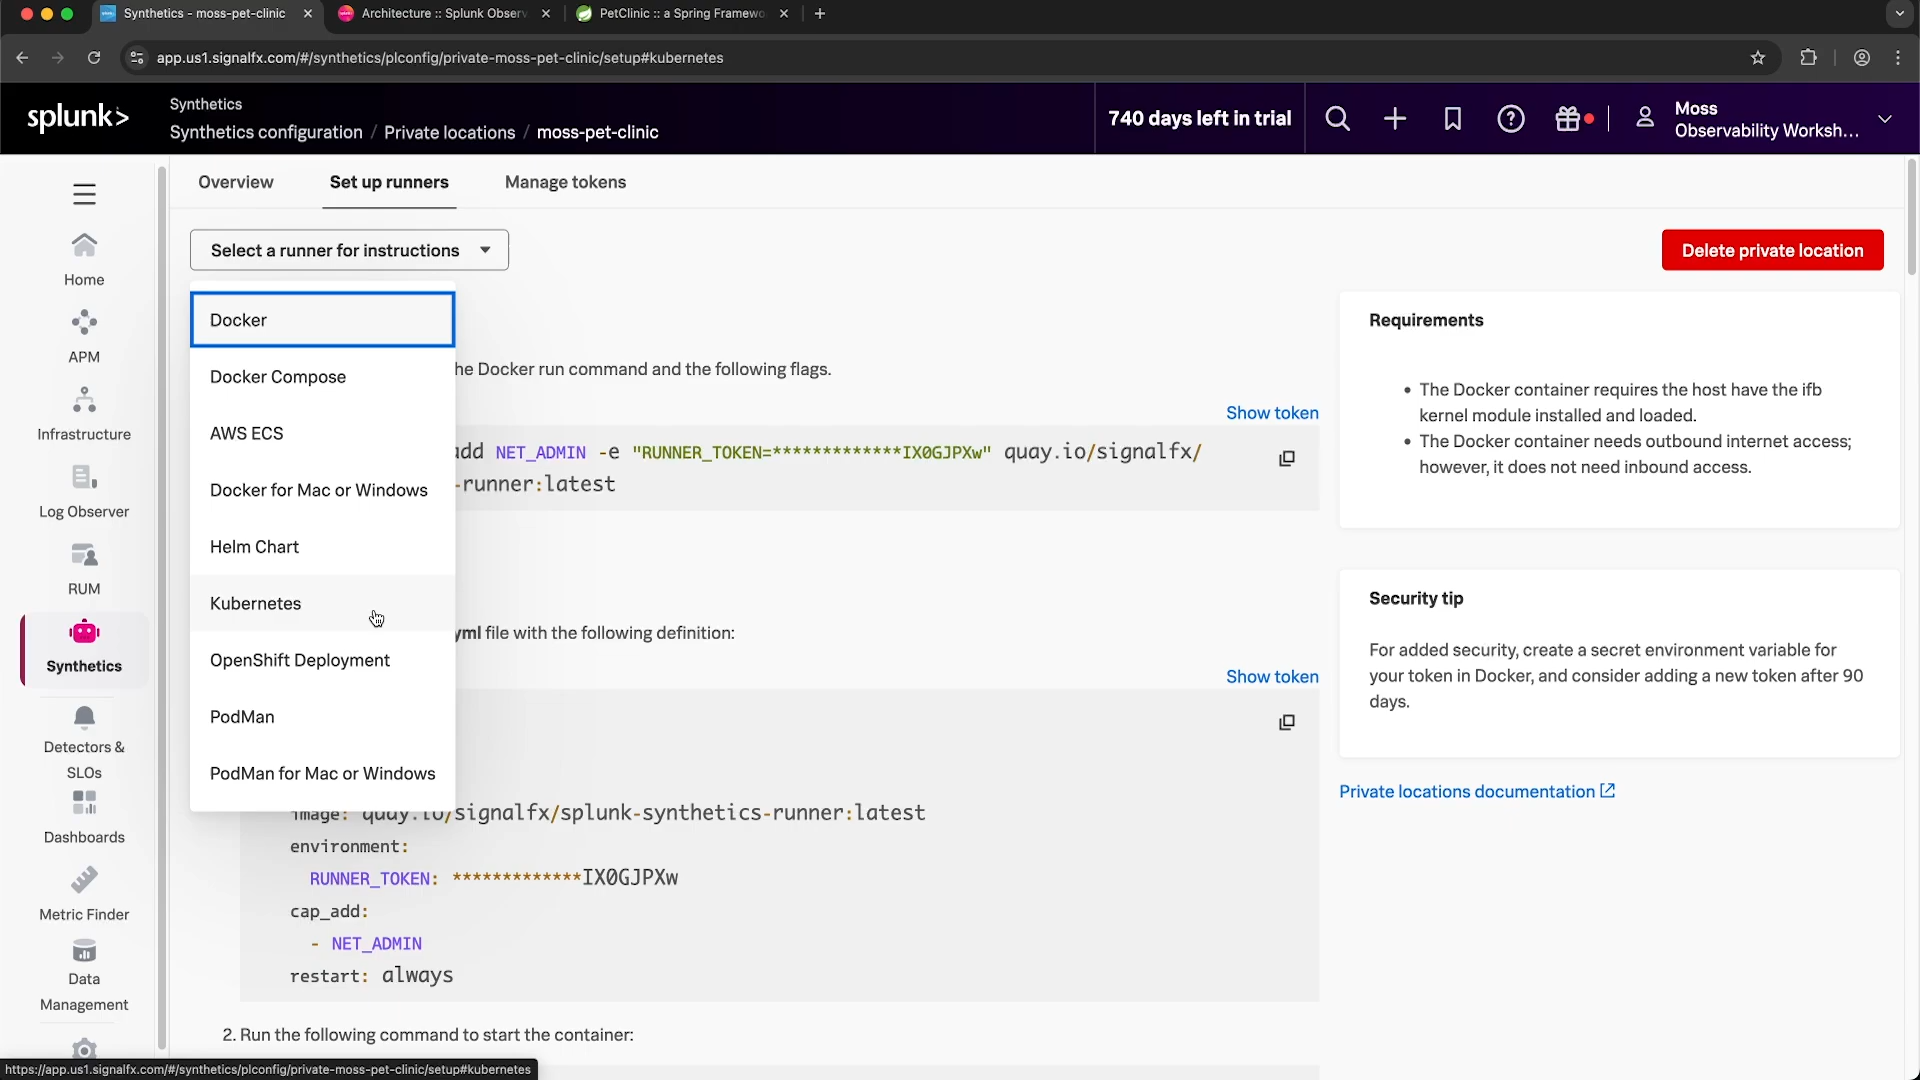 Synthetics - moss-pet-clinic
Architecture :: Splunk Observ
PetClinic :: a Spring Framewo
app.us1.signalfx.com/#/synthetics/plconfig/private-moss-pet-clinic/setup#kubernetes
splunk>
Synthetics
Synthetics configuration / Private locations / moss-pet-clinic
740 days left in trial
Moss
Observability Worksh...
Home
APM
Infrastructure
Log Observer
RUM
Synthetics
Detectors &
SLOs
Dashboards
Metric Finder
Data
Management
Overview
Set up runners
Manage tokens
Select a runner for instructions
Delete private location
Docker
Docker Compose
AWS ECS
Docker for Mac or Windows
Helm Chart
Kubernetes
OpenShift Deployment
PodMan
PodMan for Mac or Windows
he Docker run command and the following flags.
Show token
add NET_ADMIN -e "RUNNER_TOKEN=*************IX0GJPXw" quay.io/signalfx/
-runner:latest
yml file with the following definition:
Show token
image: quay.io/signalfx/splunk-synthetics-runner:latest
environment:
RUNNER_TOKEN: *************IX0GJPXw
cap_add:
- NET_ADMIN
restart: always
2. Run the following command to start the container:
Requirements
• The Docker container requires the host have the ifb
kernel module installed and loaded.
• The Docker container needs outbound internet access;
however, it does not need inbound access.
Security tip
For added security, create a secret environment variable for
your token in Docker, and consider adding a new token after 90
days.
Private locations documentation
https://app.us1.signalfx.com/#/synthetics/plconfig/private-moss-pet-clinic/setup#kubernetes